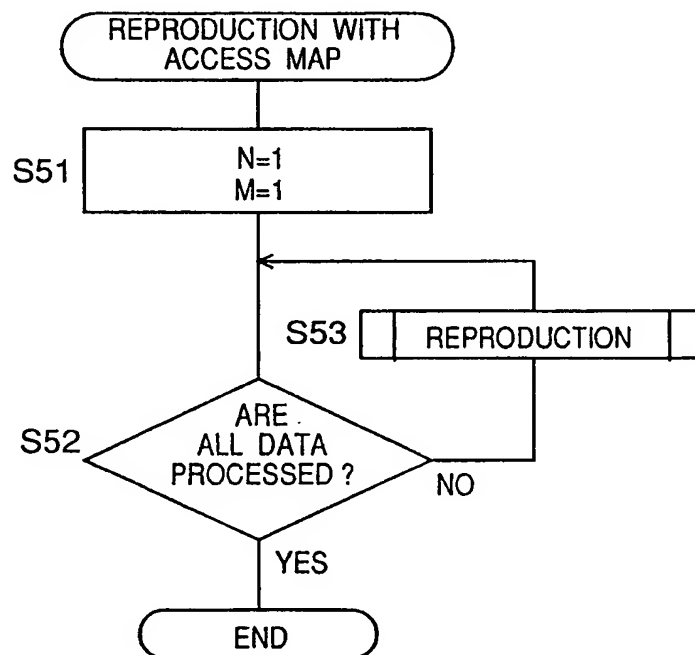 REPRODUCTION WITH
ACCESS MAP
S51
N=1
M=1
S53
REPRODUCTION
S52
ARE
ALL DATA
PROCESSED ?
NO
YES
END